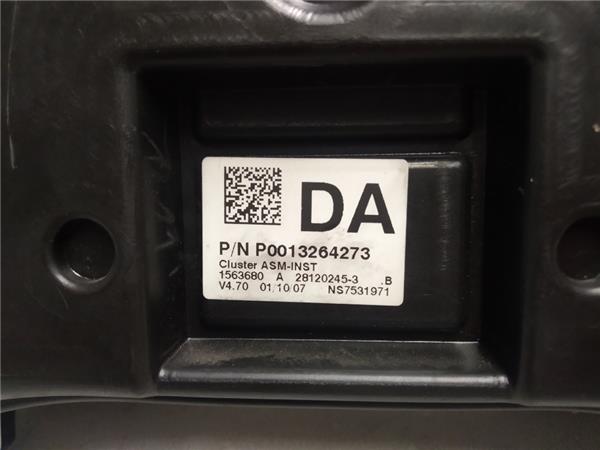 DA
P/N P0013264273
Cluster ASM-INST
1563680 A 28120245-3 .B
V4.70 01/10/07 NS7531971